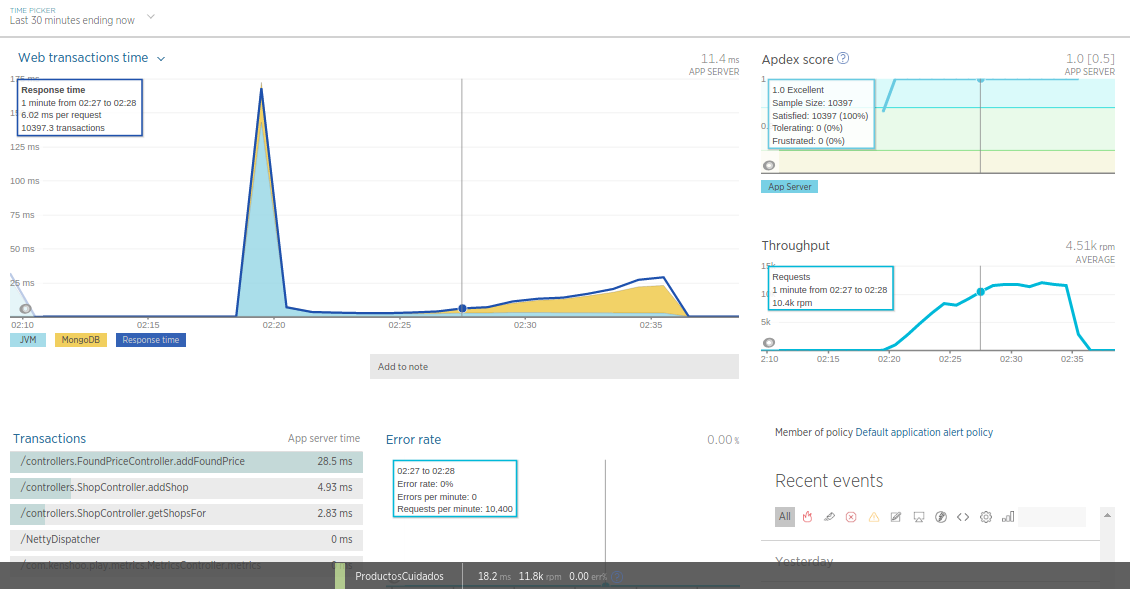 TIME PICKER
Last 30 minutes ending now
Web transactions time
11.4 ms
APP SERVER
175 ms
Response time
1 minute from 02:27 to 02:28
6.02 ms per request
10397.3 transactions
125 ms
100 ms
75 ms
50 ms
25 ms
02:10
02:15
02:20
02:25
02:30
02:35
JVM
MongoDB
Response time
Add to note
Apdex score ?
1.0 [0.5]
APP SERVER
1
0.
1.0 Excellent
Sample Size: 10397
Satisfied: 10397 (100%)
Tolerating: 0 (0%)
Frustrated: 0 (0%)
App Server
Throughput
4.51k rpm
AVERAGE
15k
Requests
1 minute from 02:27 to 02:28
10.4k rpm
5k
2:10
02:15
02:20
02:25
02:30
02:35
Transactions
App server time
/controllers.FoundPriceController.addFoundPrice 28.5 ms
/controllers.ShopController.addShop 4.93 ms
/controllers.ShopController.getShopsFor 2.83 ms
/NettyDispatcher 0 ms
/com.kenshoo.play.metrics.MetricsController.metrics 0 ms
Error rate
0.00 %
02:27 to 02:28
Error rate: 0%
Errors per minute: 0
Requests per minute: 10,400
Member of policy Default application alert policy
Recent events
All
Yesterday
ProductosCuidados 18.2 ms 11.8k rpm 0.00 err%